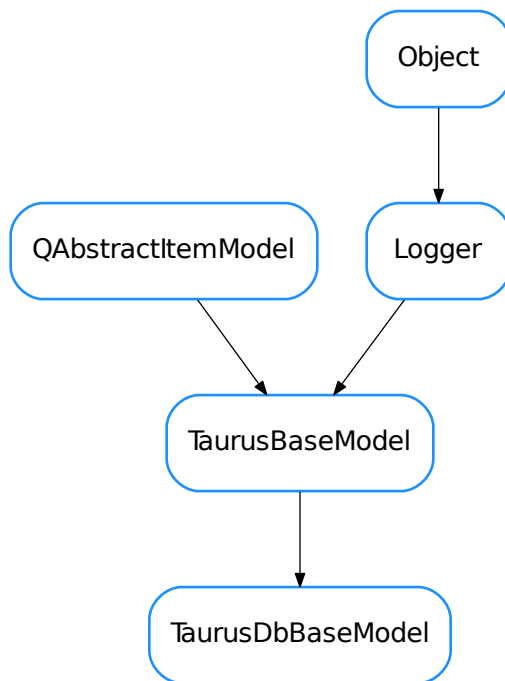 Object
QAbstractItemModel
Logger
TaurusBaseModel
TaurusDbBaseModel